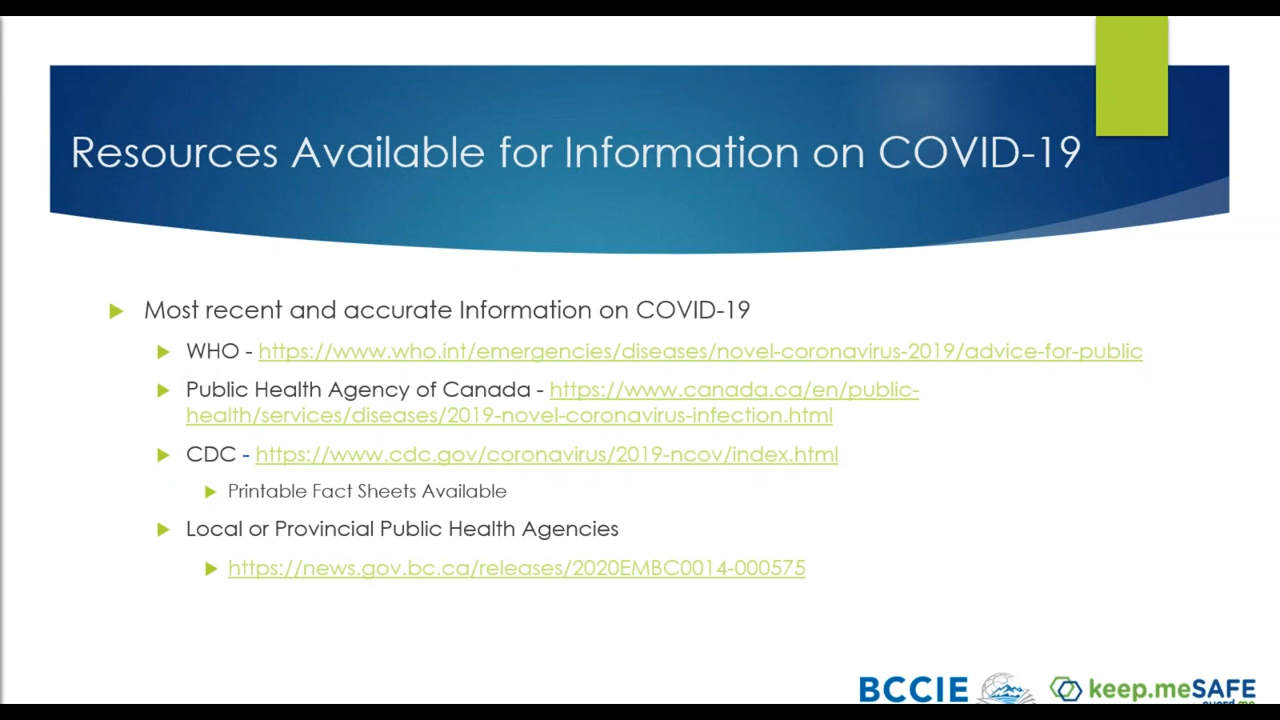 Resources Available for Information on COVID-19
Most recent and accurate Information on COVID-19
WHO - https://www.who.int/emergencies/diseases/novel-coronavirus-2019/advice-for-public
Public Health Agency of Canada - https://www.canada.ca/en/public-
health/services/diseases/2019-novel-coronavirus-infection.html
CDC - https://www.cdc.gov/coronavirus/2019-ncov/index.html
Printable Fact Sheets Available
Local or Provincial Public Health Agencies
https://news.gov.bc.ca/releases/2020EMBC0014-000575
BCCIE keep.meSAFE
guard.me